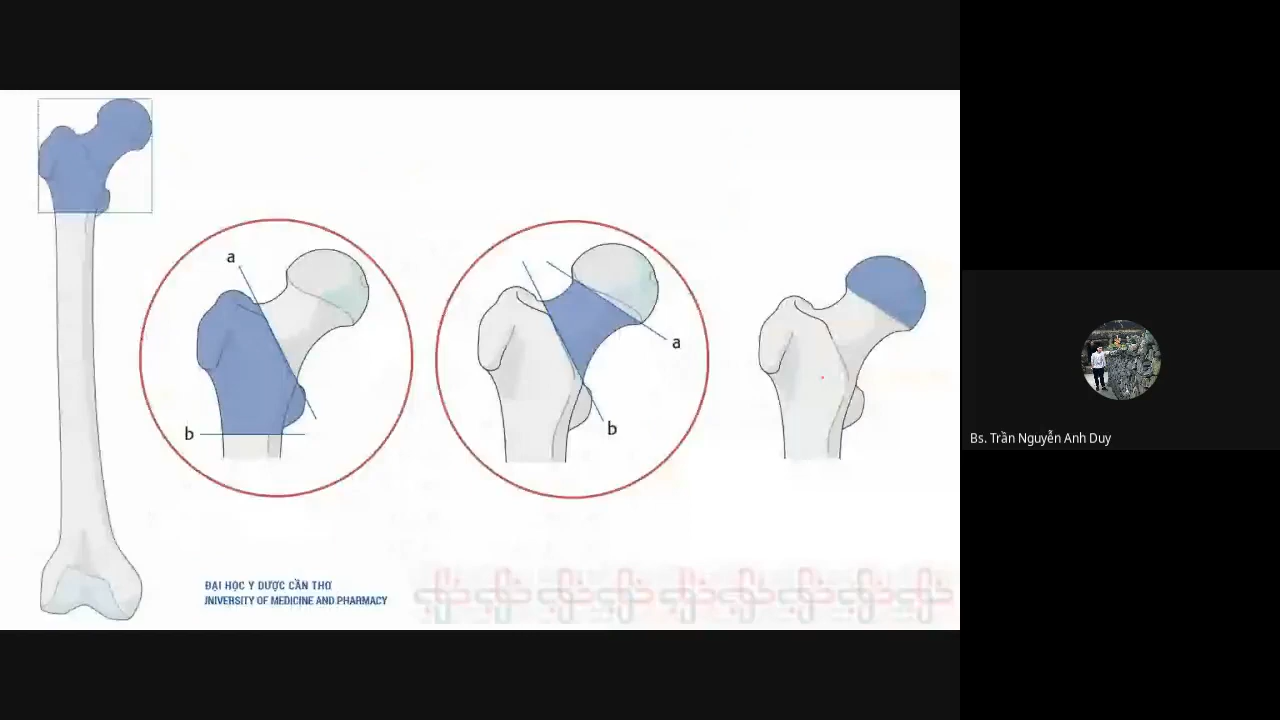 a
b
a
b
ĐẠI HỌC Y DƯỢC CẦN THƠ
UNIVERSITY OF MEDICINE AND PHARMACY
Bs. Trần Nguyễn Anh Duy